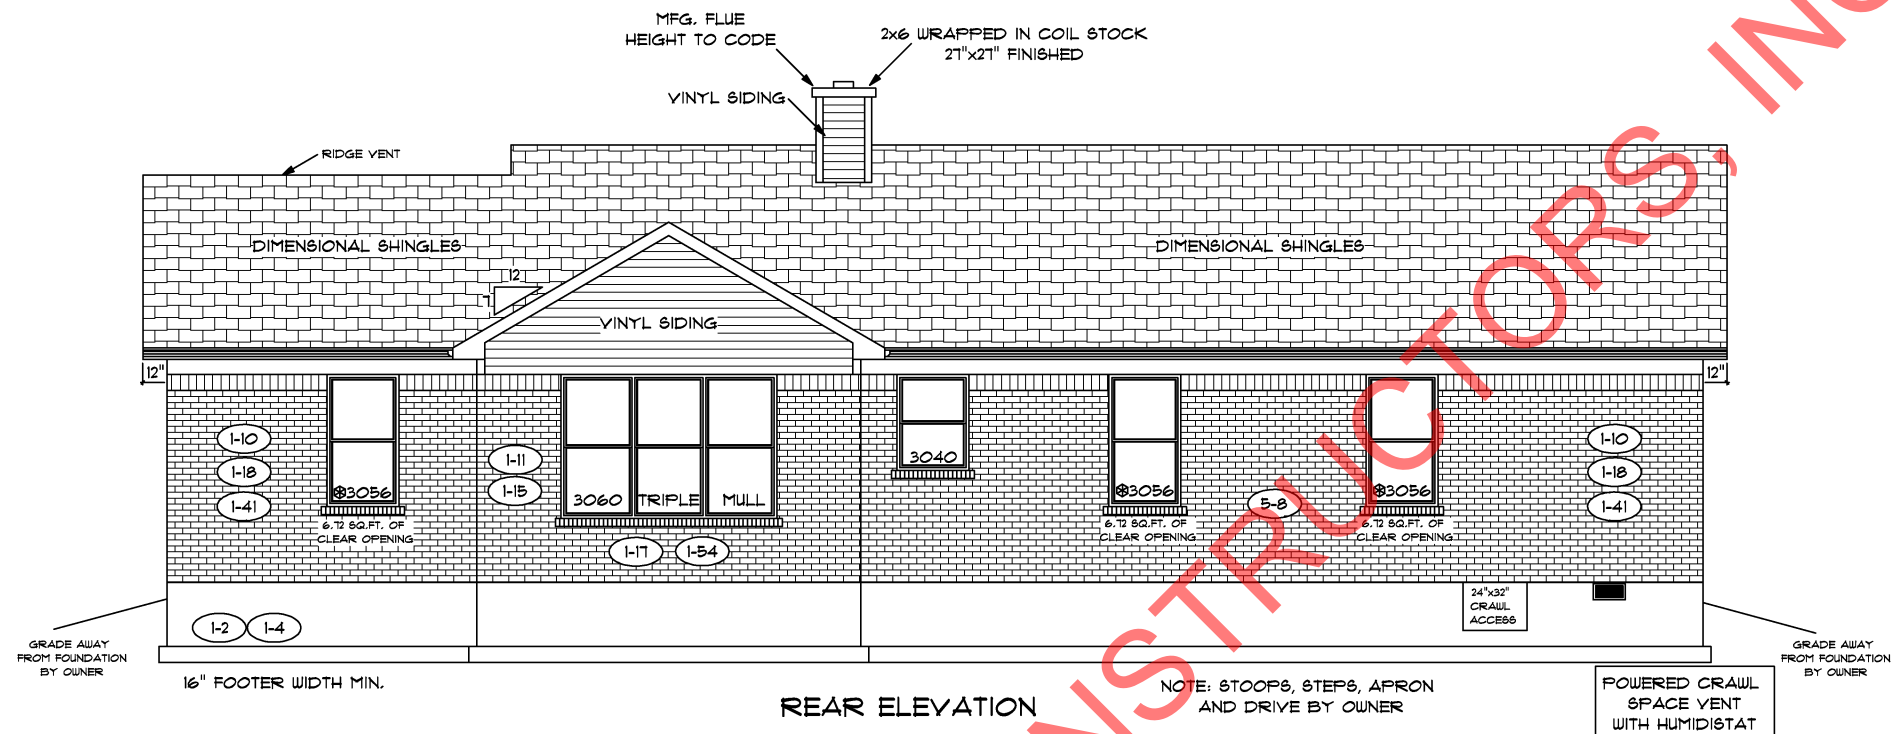 MFG. FLUE
HEIGHT TO CODE
2x6 WRAPPED IN COIL STOCK
27"x27" FINISHED
VINYL SIDING
RIDGE VENT
DIMENSIONAL SHINGLES
DIMENSIONAL SHINGLES
12
7
VINYL SIDING
12"
12"
1-10
1-18
1-41
3056
6.72 SQ.FT. OF
CLEAR OPENING
1-11
1-15
3060 TRIPLE MULL
1-17 1-54
3040
3056
6.72 SQ.FT. OF
CLEAR OPENING
5-8
3056
6.72 SQ.FT. OF
CLEAR OPENING
1-10
1-18
1-41
24"x32"
CRAWL
ACCESS
1-2 1-4
GRADE AWAY
FROM FOUNDATION
BY OWNER
GRADE AWAY
FROM FOUNDATION
BY OWNER
16" FOOTER WIDTH MIN.
REAR ELEVATION
NOTE: STOOPS, STEPS, APRON
AND DRIVE BY OWNER
POWERED CRAWL
SPACE VENT
WITH HUMIDISTAT
NSTRUCTORS, INC